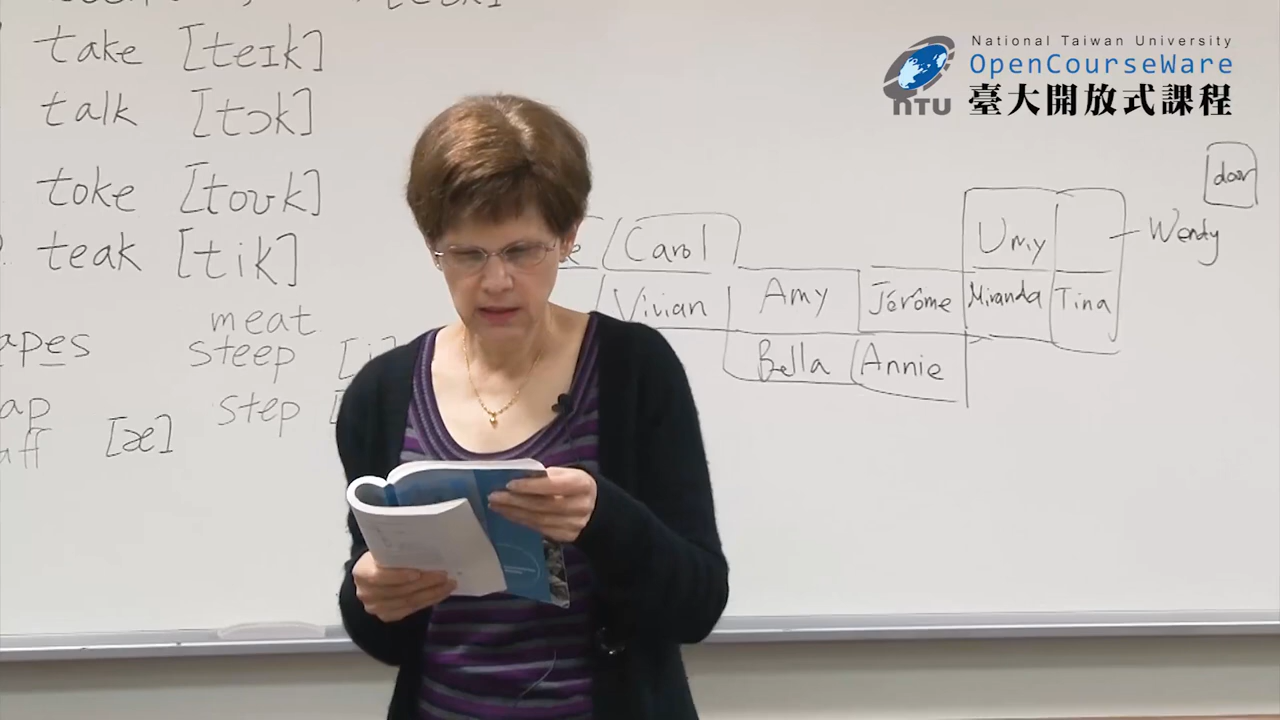 take [teɪk]
talk [tɔk]
toke [toʊk]
teak [tik]
meat
apes
steep [i]
ap
step [
aff
[æ]
National Taiwan University
OpenCourseWare
NTU 臺大開放式課程
door
e Carol Umy Wendy
Vivian Amy Jérôme Miranda Tina
Bella Annie